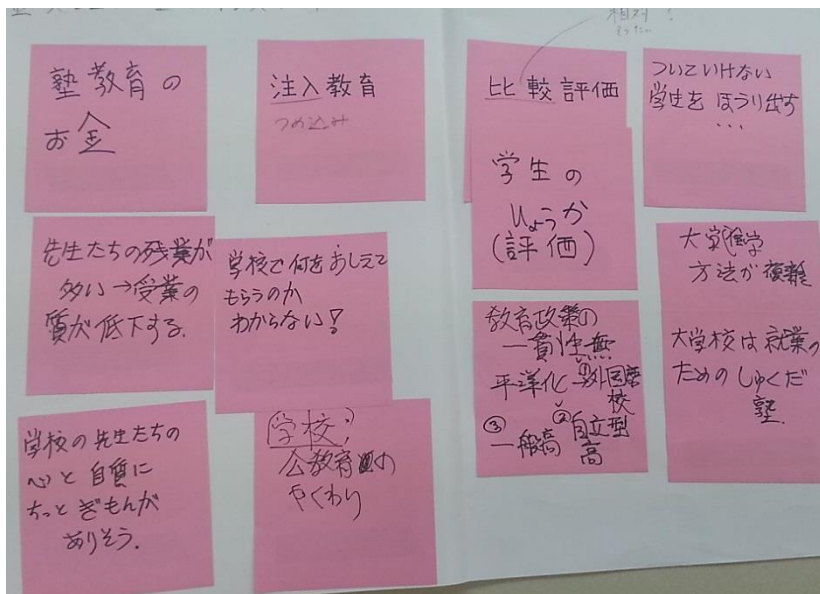 相対?
塾教育の
お金
注入教育
つめ込み
比較評価
学生の
ひょうか
(評価)
ついていけない
学生を ほうり出す
...
先生たちの残業が
多い→受業の
質が低下する.
学校で何をおしえて
もらうのか
わからない?
教育政策の
一貫性無
平準化
①
外国語
校
②
自立型
高
③
一般高
大学進学
方法が複雑
大学校は就業の
ための しゅくだ
塾.
学校の先生たちの
心と自質に
ちっと ぎもんが
ありそう.
学校?
公教育の
やくわり